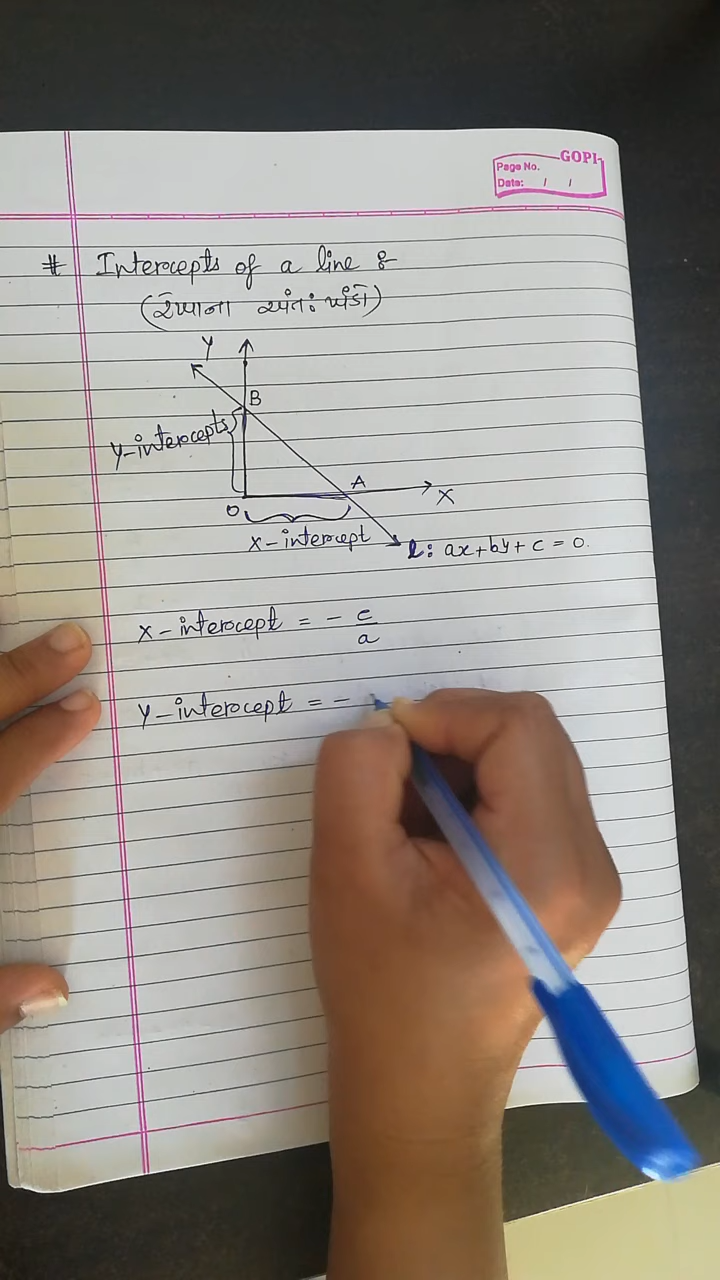 GOPI
Page No.
Date: / /
# Intercepts of a line :
(રેખાના અંતઃખંડો)
Y
B
Y-intercepts
A
O
X
X-intercept
l: ax+by+c = 0.
X-intercept = - c/a
Y-intercept = -